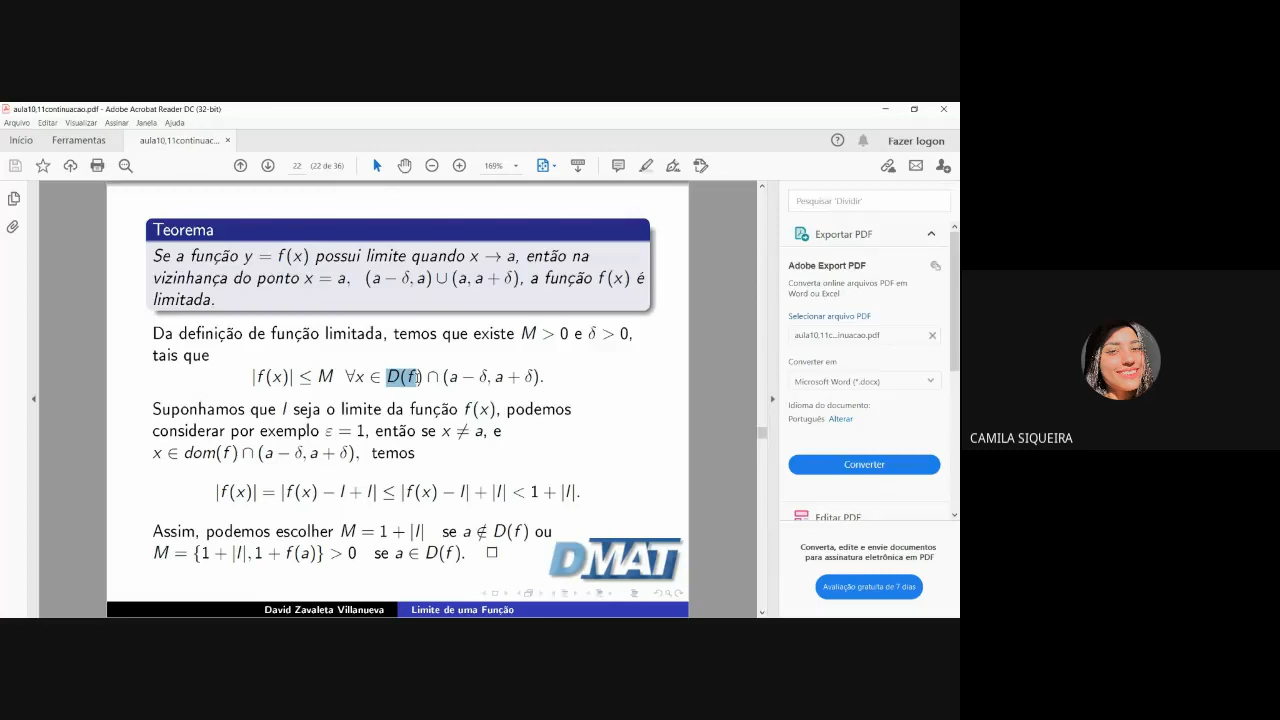 aula10,11continuacao.pdf - Adobe Acrobat Reader DC (32-bit)
Arquivo Editar Visualizar Assinar Janela Ajuda
Início Ferramentas aula10,11continuac... × Fazer logon
22 (22 de 36) 169%
Teorema
Se a função y = f(x) possui limite quando x → a, então na
vizinhança do ponto x = a, (a − δ, a) ∪ (a, a + δ), a função f(x) é
limitada.
Da definição de função limitada, temos que existe M > 0 e δ > 0,
tais que
|f(x)| ≤ M ∀x ∈ D(f) ∩ (a − δ, a + δ).
Suponhamos que l seja o limite da função f(x), podemos
considerar por exemplo ε = 1, então se x ≠ a, e
x ∈ dom(f) ∩ (a − δ, a + δ), temos
|f(x)| = |f(x) − l + l| ≤ |f(x) − l| + |l| < 1 + |l|.
Assim, podemos escolher M = 1 + |l| se a ∉ D(f) ou
M = {1 + |l|, 1 + f(a)} > 0 se a ∈ D(f). □
DMAT
David Zavaleta Villanueva Limite de uma Função
Pesquisar 'Dividir'
Exportar PDF
Adobe Export PDF
Converta online arquivos PDF em
Word ou Excel
Selecionar arquivo PDF
aula10,11c...inuacao.pdf
Converter em
Microsoft Word (*.docx)
Idioma do documento:
Português Alterar
Converter
Editar PDF
Converta, edite e envie documentos
para assinatura eletrônica em PDF
Avaliação gratuita de 7 dias
CAMILA SIQUEIRA